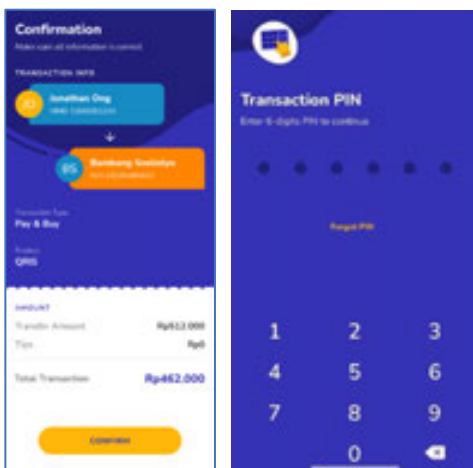 Confirmation
Make sure all information is correct.
TRANSACTION INFO
JO
Jonathan Ong
BS
Bambang Soelistyo
Transaction Type
Pay & Buy
Product
QRIS
AMOUNT
Transfer Amount Rp512.000
Tips Rp0
Total Transaction Rp462.000
CONFIRM
Transaction PIN
Enter 6 digits PIN to continue
Forgot PIN
1 2 3
4 5 6
7 8 9
0